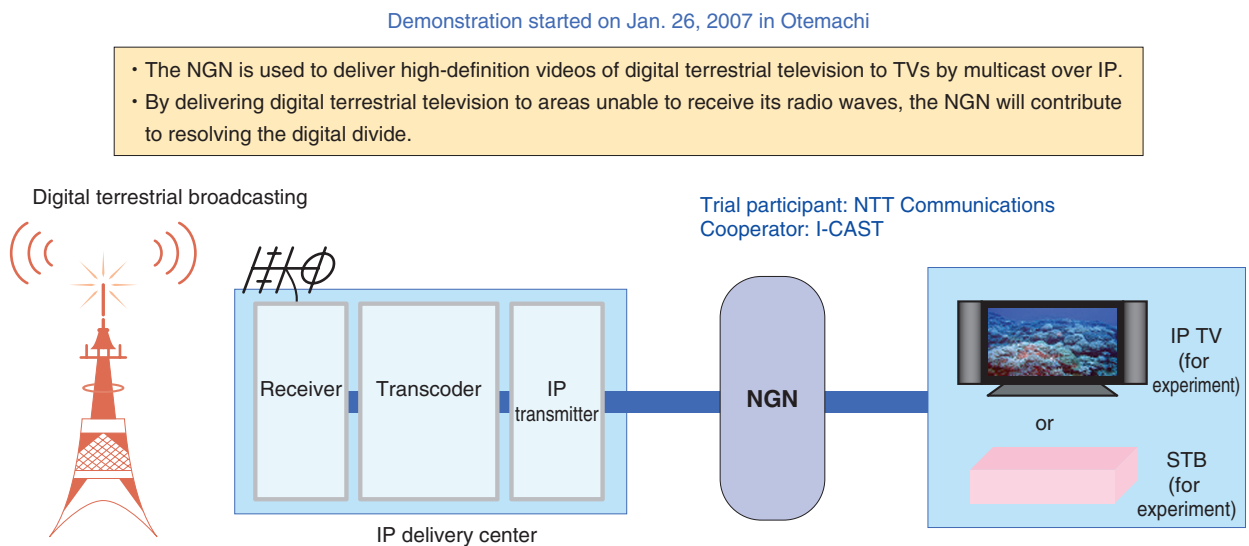 Demonstration started on Jan. 26, 2007 in Otemachi
・The NGN is used to deliver high-definition videos of digital terrestrial television to TVs by multicast over IP.
・By delivering digital terrestrial television to areas unable to receive its radio waves, the NGN will contribute
to resolving the digital divide.
Digital terrestrial broadcasting
Trial participant: NTT Communications
Cooperator: I-CAST
Receiver
Transcoder
IP
transmitter
IP delivery center
NGN
IP TV
(for
experiment)
or
STB
(for
experiment)